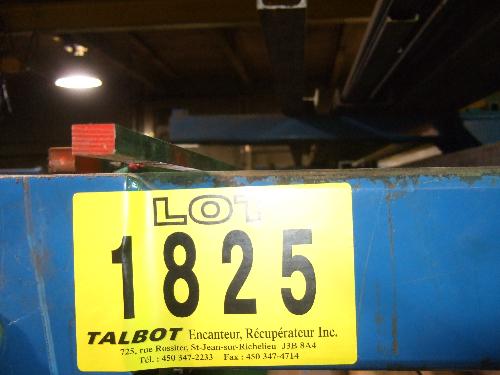 LOT
1825
TALBOT Encanteur, Récupérateur Inc.
725, rue Rossiter, St-Jean-sur-Richelieu J3B 8A4
Tél. : 450 347-2233 Fax : 450 347-4714